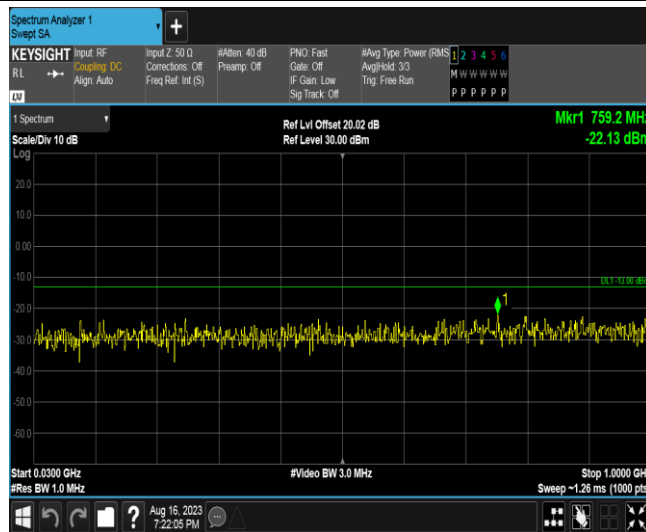 Spectrum Analyzer 1
Swept SA
+
KEYSIGHT
RL
LXI
Input: RF
Coupling: DC
Align: Auto
Input Z: 50 Ω
Corrections: Off
Freq Ref: Int (S)
#Atten: 40 dB
Preamp: Off
PNO: Fast
Gate: Off
IF Gain: Low
Sig Track: Off
#Avg Type: Power (RMS
Avg|Hold: 3/3
Trig: Free Run
1 2 3 4 5 6
M W W W W W
P P P P P P
1 Spectrum
Scale/Div 10 dB
Log
Ref Lvl Offset 20.02 dB
Ref Level 30.00 dBm
Mkr1 759.2 MHz
-22.13 dBm
20.0
10.0
0.00
-10.0
DL1 -13.00 dBm
1
-20.0
-30.0
-40.0
-50.0
-60.0
Start 0.0300 GHz
#Res BW 1.0 MHz
#Video BW 3.0 MHz
Stop 1.0000 GH
Sweep ~1.26 ms (1000 pts
?
Aug 16, 2023
7:22:05 PM